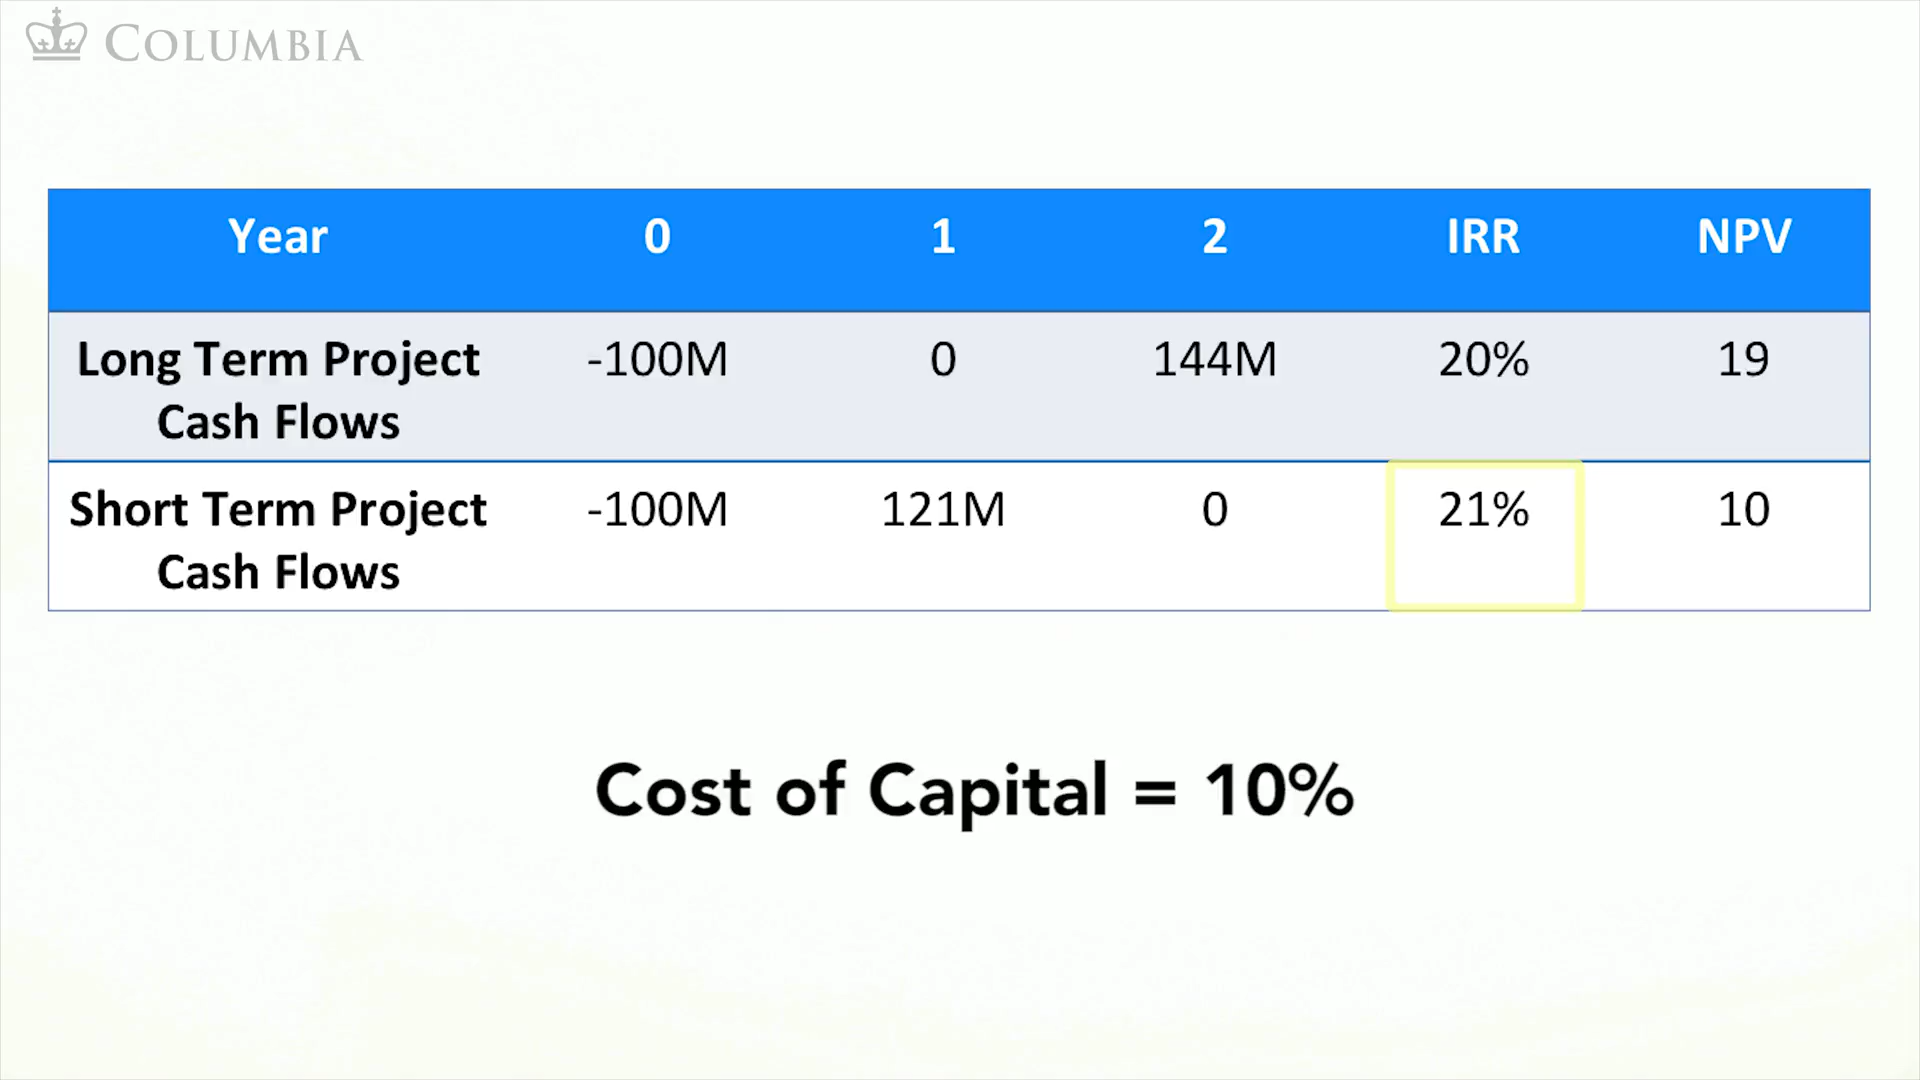 COLUMBIA
Year 0 1 2 IRR NPV
Long Term Project -100M 0 144M 20% 19
Cash Flows
Short Term Project -100M 121M 0 21% 10
Cash Flows
Cost of Capital = 10%